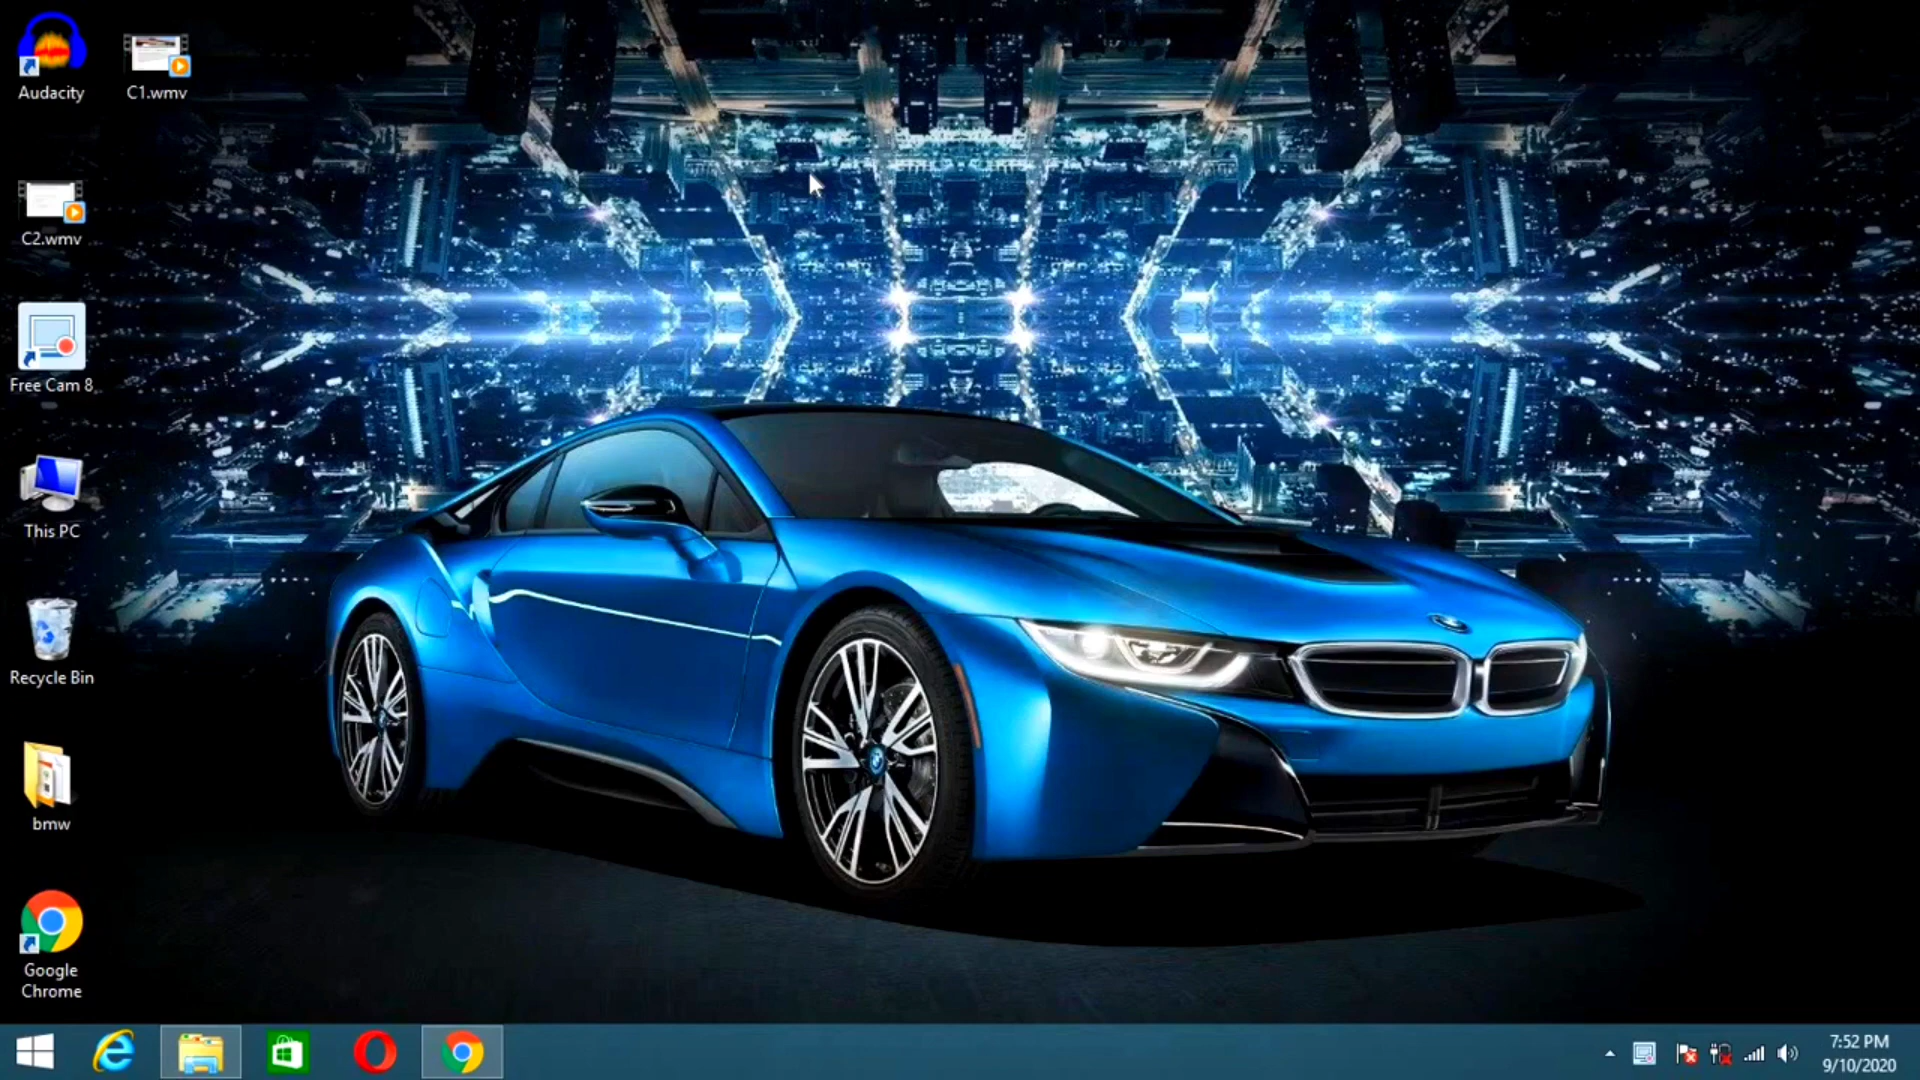 Audacity
C1.wmv
C2.wmv
Free Cam 8
This PC
Recycle Bin
bmw
Google
Chrome
7:52 PM
9/10/2020